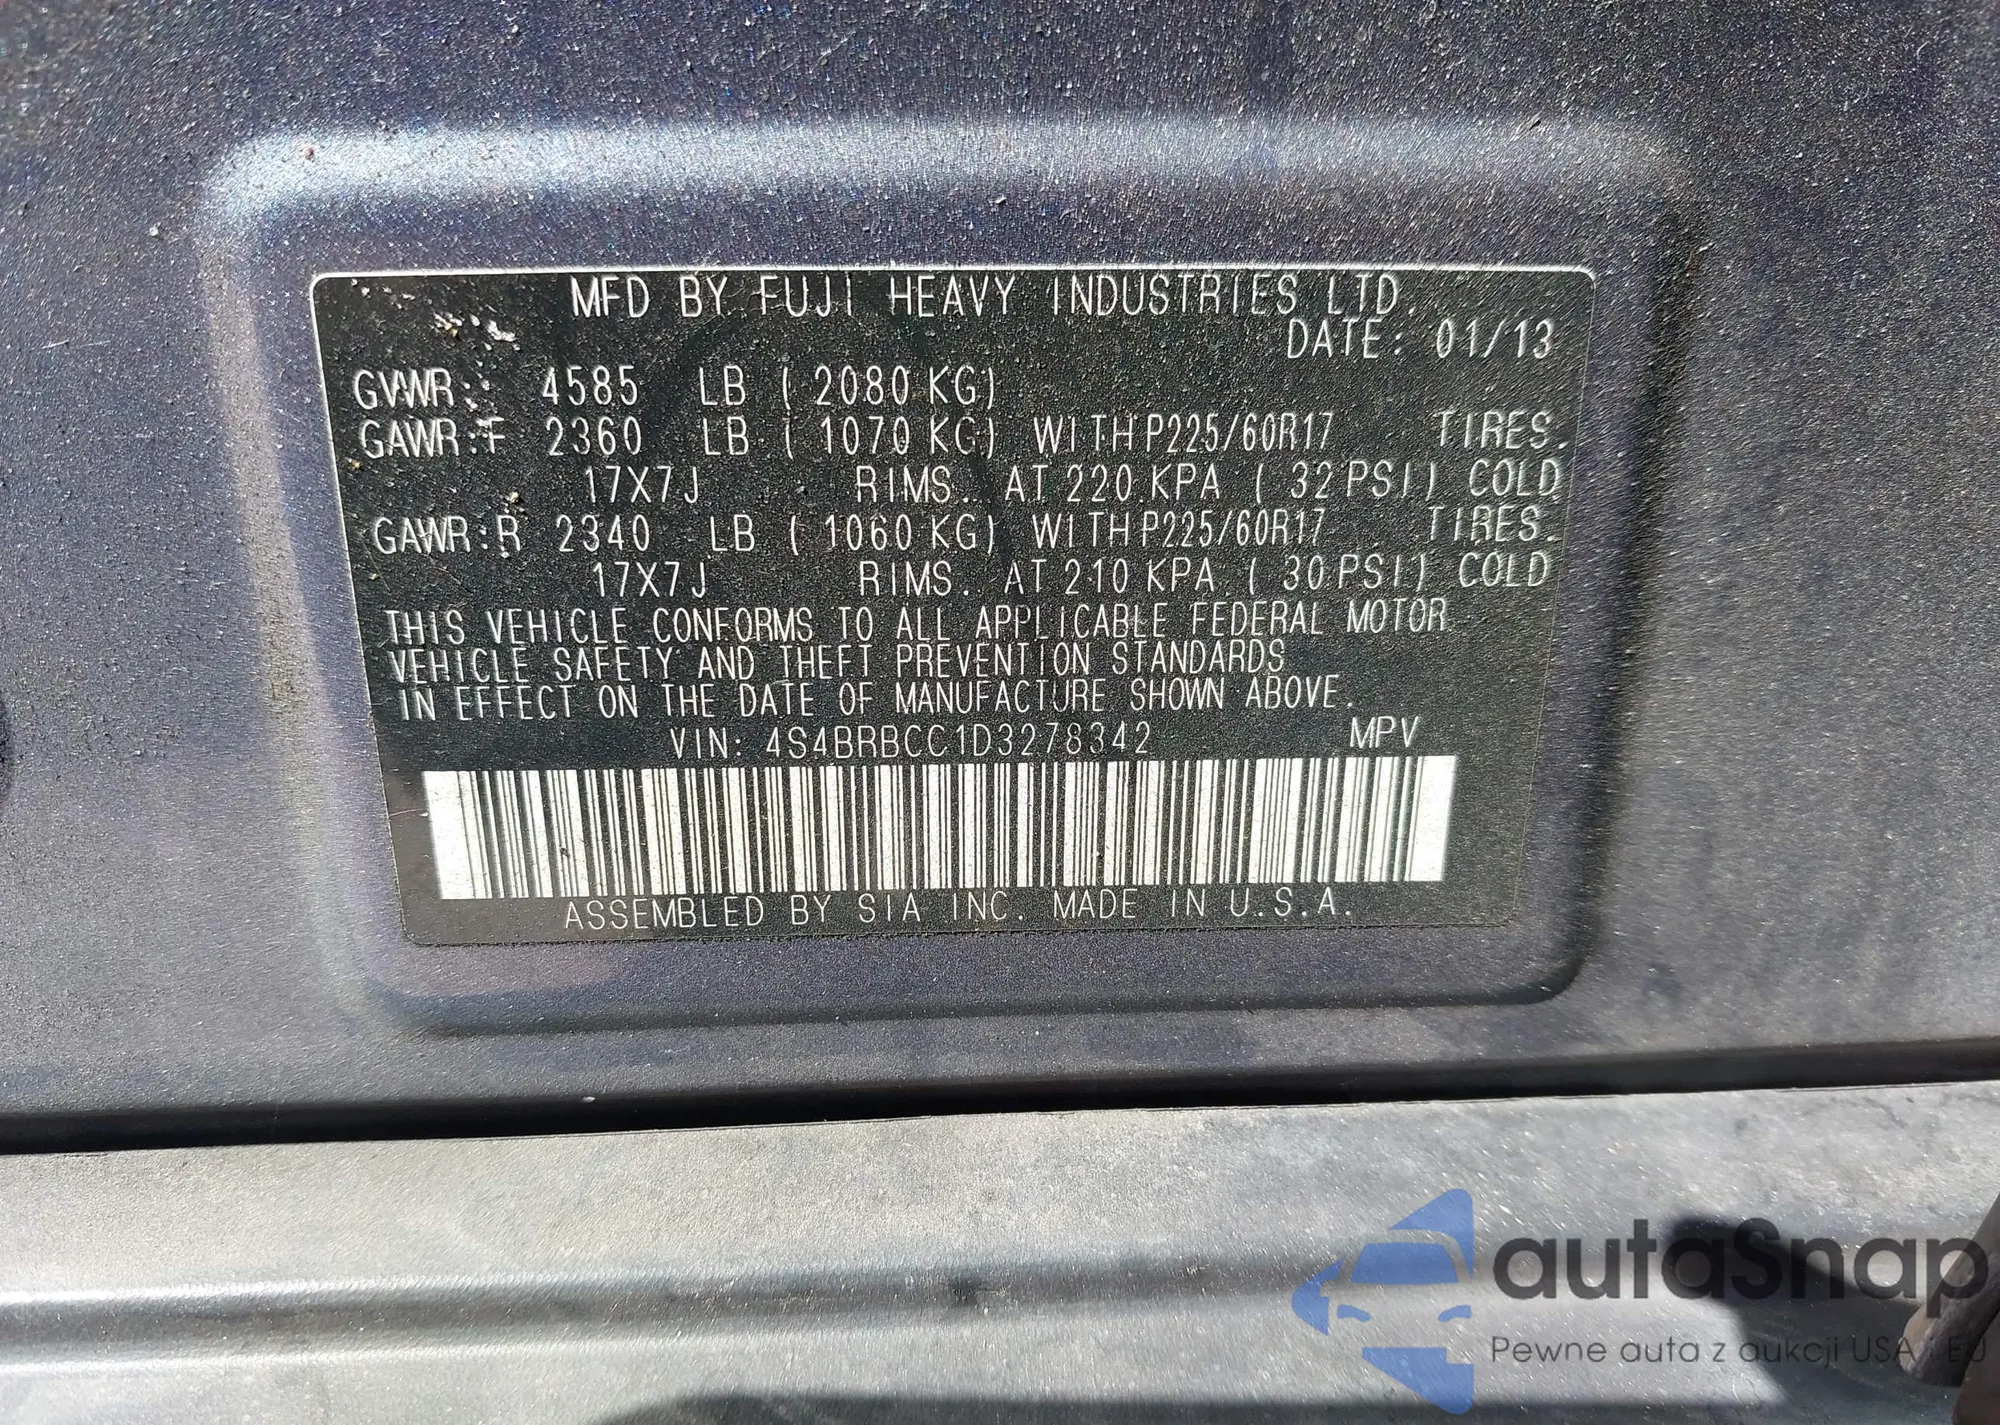 MFD BY FUJI HEAVY INDUSTRIES LTD.
DATE: 01/13
GVWR: 4585 LB ( 2080 KG)
GAWR:F 2360 LB ( 1070 KG) WITH P225/60R17 TIRES.
17X7J RIMS. AT 220 KPA ( 32 PSI) COLD
GAWR:R 2340 LB ( 1060 KG) WITH P225/60R17 TIRES.
17X7J RIMS. AT 210 KPA ( 30 PSI) COLD
THIS VEHICLE CONFORMS TO ALL APPLICABLE FEDERAL MOTOR
VEHICLE SAFETY AND THEFT PREVENTION STANDARDS
IN EFFECT ON THE DATE OF MANUFACTURE SHOWN ABOVE.
VIN: 4S4BRBCC1D3278342 MPV
ASSEMBLED BY SIA INC. MADE IN U.S.A.
autaSnap
Pewne auta z aukcji USA i EU